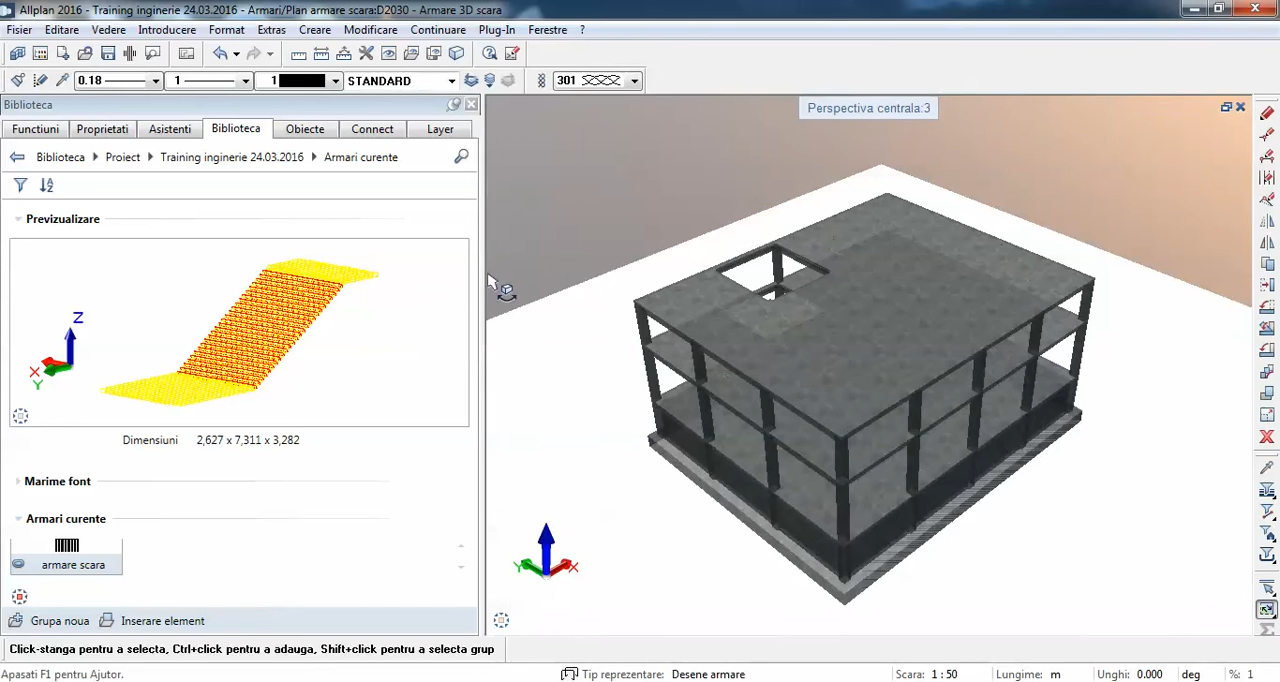 Allplan 2016 - Training inginerie 24.03.2016 - Armari/Plan armare scara:D2030 - Armare 3D scara
Fisier Editare Vedere Introducere Format Extras Creare Modificare Continuare Plug-In Ferestre ?
0.18 1 1 STANDARD 301
Biblioteca
Functiuni Proprietati Asistenti Biblioteca Obiecte Connect Layer
Biblioteca Proiect Training inginerie 24.03.2016 Armari curente
Previzualizare
Z
X
Y
Dimensiuni 2,627 x 7,311 x 3,282
Marime font
Armari curente
armare scara
Grupa noua Inserare element
Perspectiva centrala:3
Y X
Click-stanga pentru a selecta, Ctrl+click pentru a adauga, Shift+click pentru a selecta grup
Apasati F1 pentru Ajutor. Tip reprezentare: Desene armare Scara: 1 : 50 Lungime: m Unghi: 0.000 deg %: 1